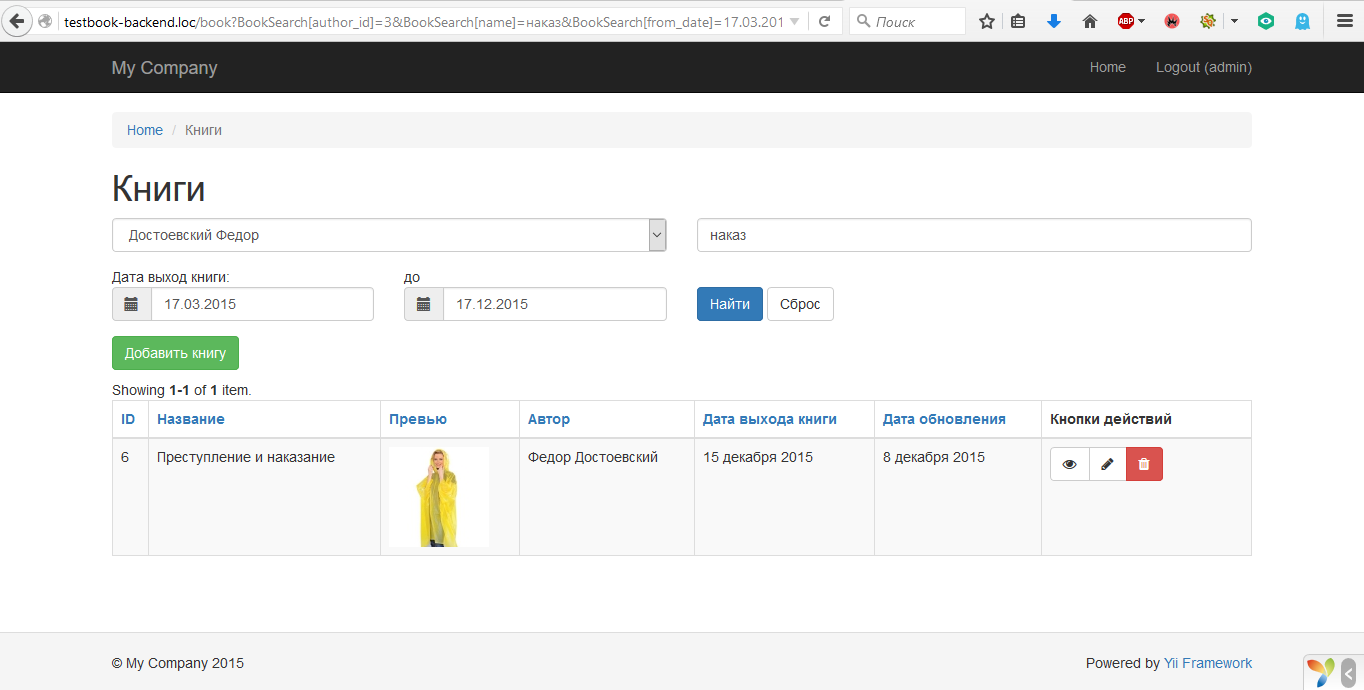 testbook-backend.loc/book?BookSearch[author_id]=3&BookSearch[name]=наказ&BookSearch[from_date]=17.03.201
Поиск
ABP
My Company
Home
Logout (admin)
Home / Книги
Книги
Достоевский Федор
наказ
Дата выход книги:
до
17.03.2015
17.12.2015
Найти
Сброс
Добавить книгу
Showing 1-1 of 1 item.
ID Название Превью Автор Дата выхода книги Дата обновления Кнопки действий
6 Преступление и наказание Федор Достоевский 15 декабря 2015 8 декабря 2015
© My Company 2015
Powered by Yii Framework